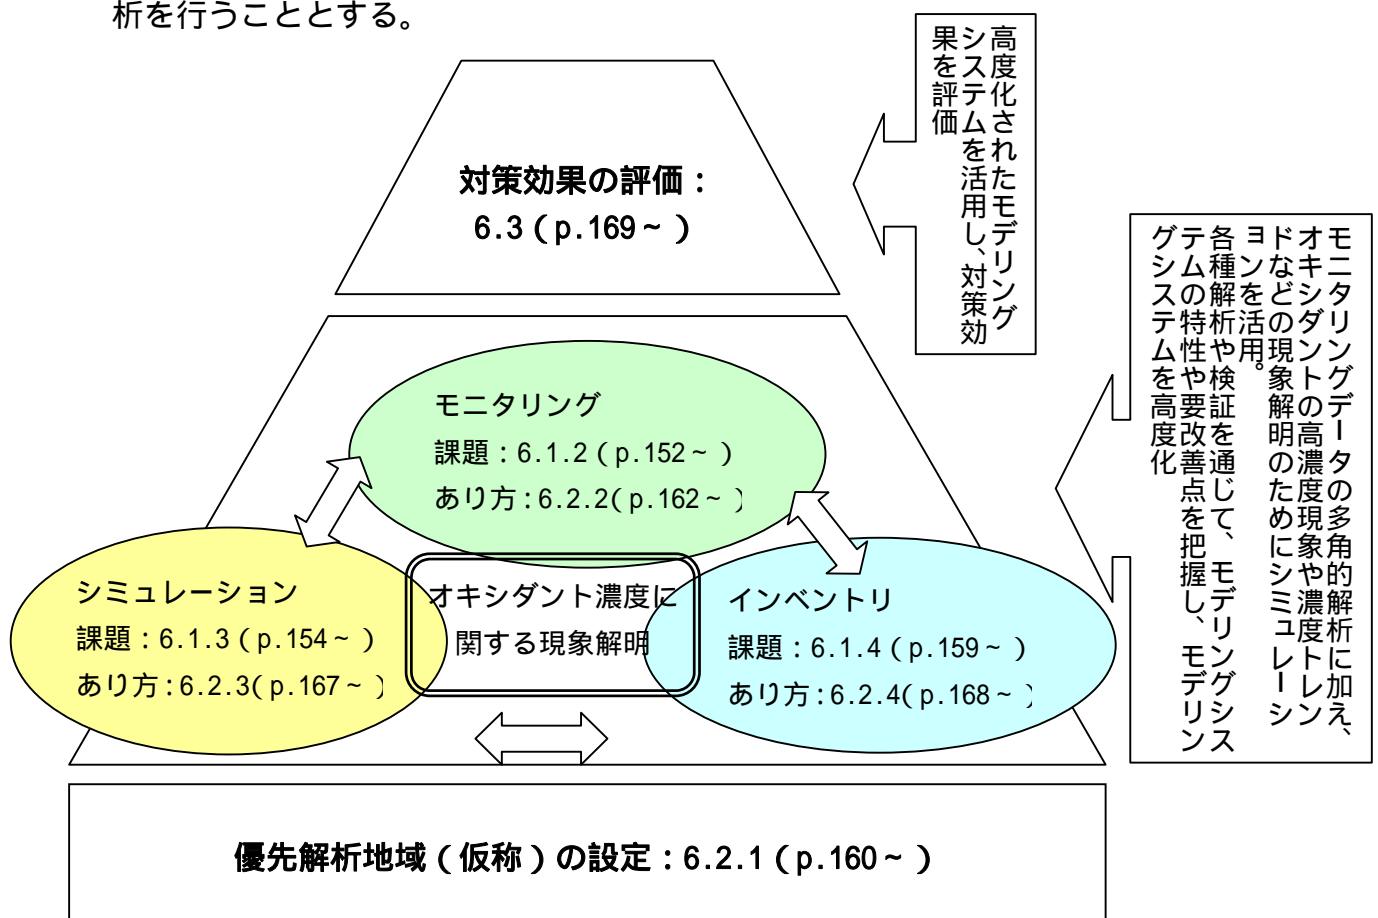 析を行うこととする。
高度化されたモデリング
システムを活用し、対策効
果を評価
対策効果の評価：
6.3（p.169～ ）
モニタリングデータの多角的解析に加え、
オキシダントの高濃度現象や濃度トレン
ドなどの現象解明のためにシミュレーシ
ョンを活用。
各種解析や検証を通じて、モデリングシス
テムの特性や要改善点を把握し、モデリン
グシステムを高度化
モニタリング
課題：6.1.2（p.152～ ）
あり方：6.2.2（p.162～ ）
シミュレーション
課題：6.1.3（p.154～ ）
あり方：6.2.3（p.167～ ）
オキシダント濃度に
関する現象解明
インベントリ
課題：6.1.4（p.159～ ）
あり方：6.2.4（p.168～ ）
優先解析地域（仮称）の設定：6.2.1（p.160～ ）